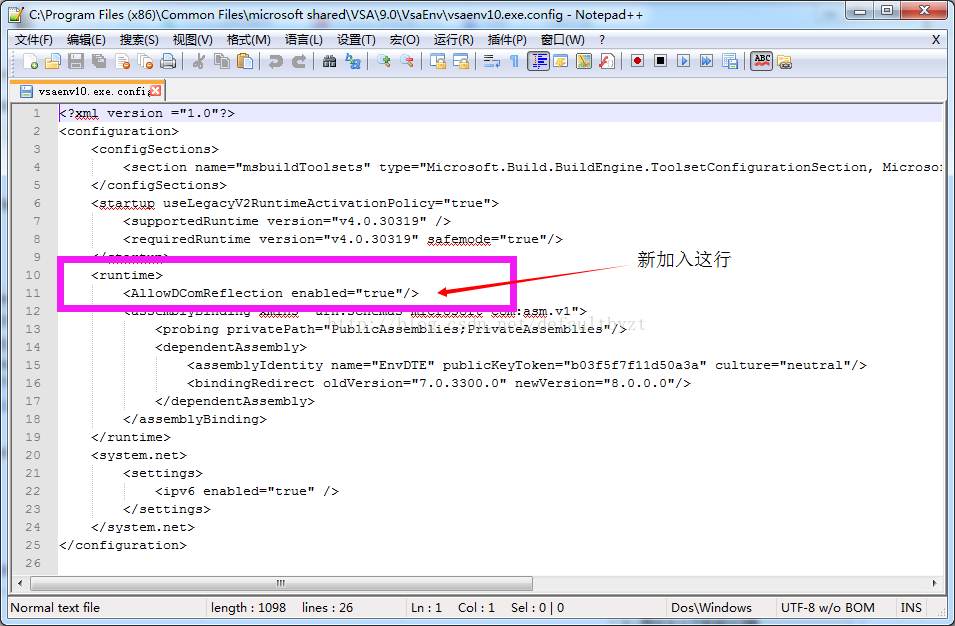 C:\Program Files (x86)\Common Files\microsoft shared\VSA\9.0\VsaEnv\vsaenv10.exe.config - Notepad++
文件(F) 编辑(E) 搜索(S) 视图(V) 格式(M) 语言(L) 设置(T) 宏(O) 运行(R) 插件(P) 窗口(W) ? X
ABC
vsaenv10.exe.config
1 <?xml version ="1.0"?>
2 <configuration>
3 <configSections>
4 <section name="msbuildToolsets" type="Microsoft.Build.BuildEngine.ToolsetConfigurationSection, Microso
5 </configSections>
6 <startup useLegacyV2RuntimeActivationPolicy="true">
7 <supportedRuntime version="v4.0.30319" />
8 <requiredRuntime version="v4.0.30319" safemode="true"/>
9 </startup>
10 <runtime>
新加入这行
11 <AllowDComReflection enabled="true"/>
12 <assemblyBinding xmlns="urn:schemas-microsoft-com:asm.v1">
13 <probing privatePath="PublicAssemblies;PrivateAssemblies"/>
14 <dependentAssembly>
15 <assemblyIdentity name="EnvDTE" publicKeyToken="b03f5f7f11d50a3a" culture="neutral"/>
16 <bindingRedirect oldVersion="7.0.3300.0" newVersion="8.0.0.0"/>
17 </dependentAssembly>
18 </assemblyBinding>
19 </runtime>
20 <system.net>
21 <settings>
22 <ipv6 enabled="true" />
23 </settings>
24 </system.net>
25 </configuration>
26
Normal text file length : 1098 lines : 26 Ln : 1 Col : 1 Sel : 0 | 0 Dos\Windows UTF-8 w/o BOM INS